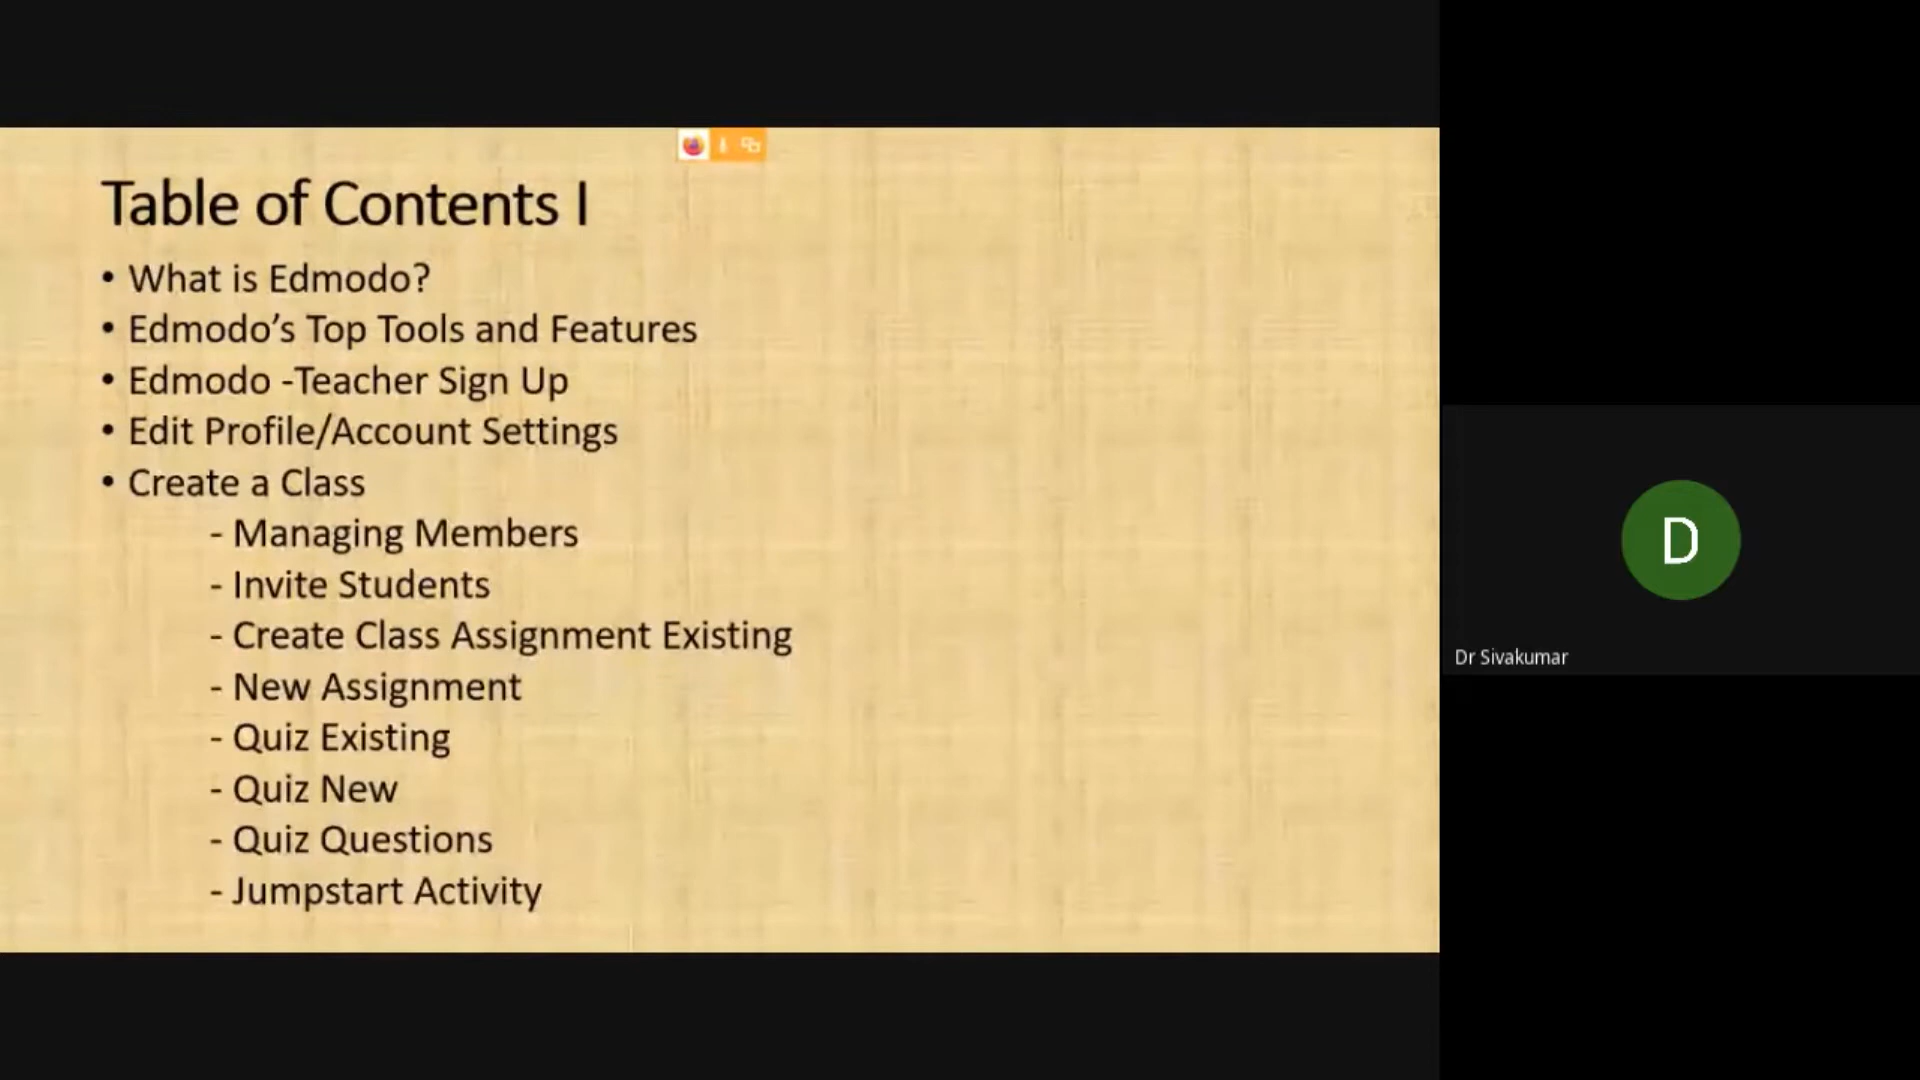 Table of Contents I
• What is Edmodo?
• Edmodo’s Top Tools and Features
• Edmodo -Teacher Sign Up
• Edit Profile/Account Settings
• Create a Class
- Managing Members
- Invite Students
- Create Class Assignment Existing
- New Assignment
- Quiz Existing
- Quiz New
- Quiz Questions
- Jumpstart Activity
D
Dr Sivakumar